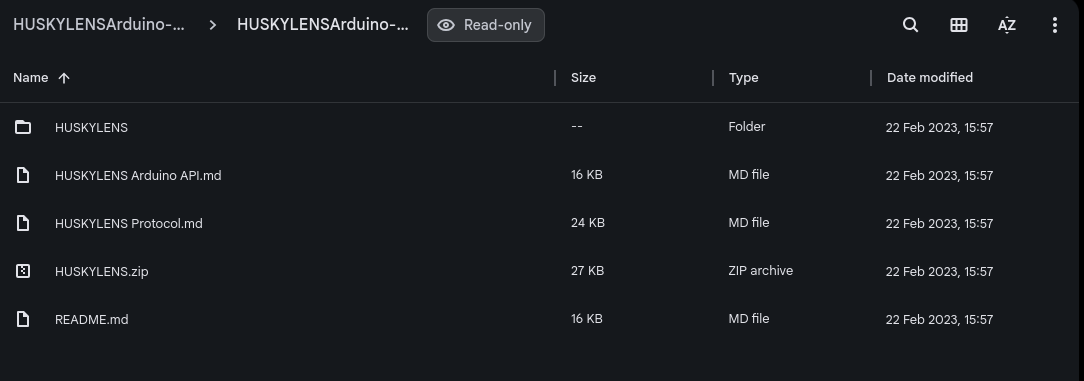 HUSKYLENSArduino-... > HUSKYLENSArduino-... Read-only AZ
Name Size Type Date modified
HUSKYLENS -- Folder 22 Feb 2023, 15:57
HUSKYLENS Arduino API.md 16 KB MD file 22 Feb 2023, 15:57
HUSKYLENS Protocol.md 24 KB MD file 22 Feb 2023, 15:57
HUSKYLENS.zip 27 KB ZIP archive 22 Feb 2023, 15:57
README.md 16 KB MD file 22 Feb 2023, 15:57